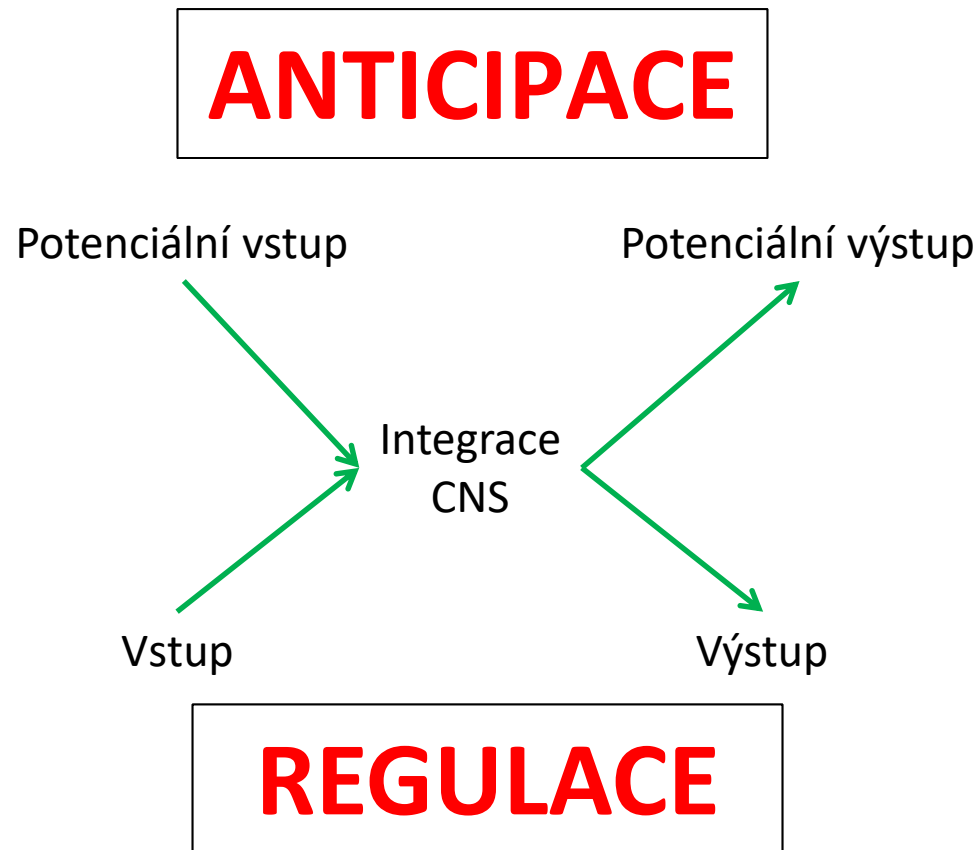 ANTICIPACE
Potenciální vstup
Potenciální výstup
Integrace
CNS
Vstup
Výstup
REGULACE